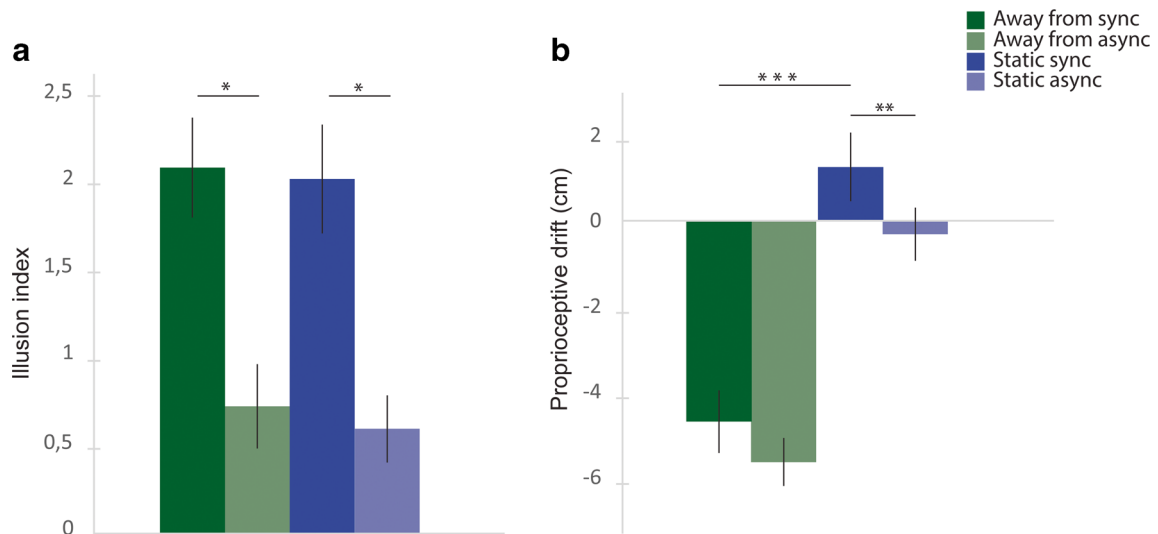 a
2,5
2
1,5
1
0,5
0
Illusion index
*
*
b
2
0
-2
-4
-6
Proprioceptive drift (cm)
* * *
**
Away from sync
Away from async
Static sync
Static async